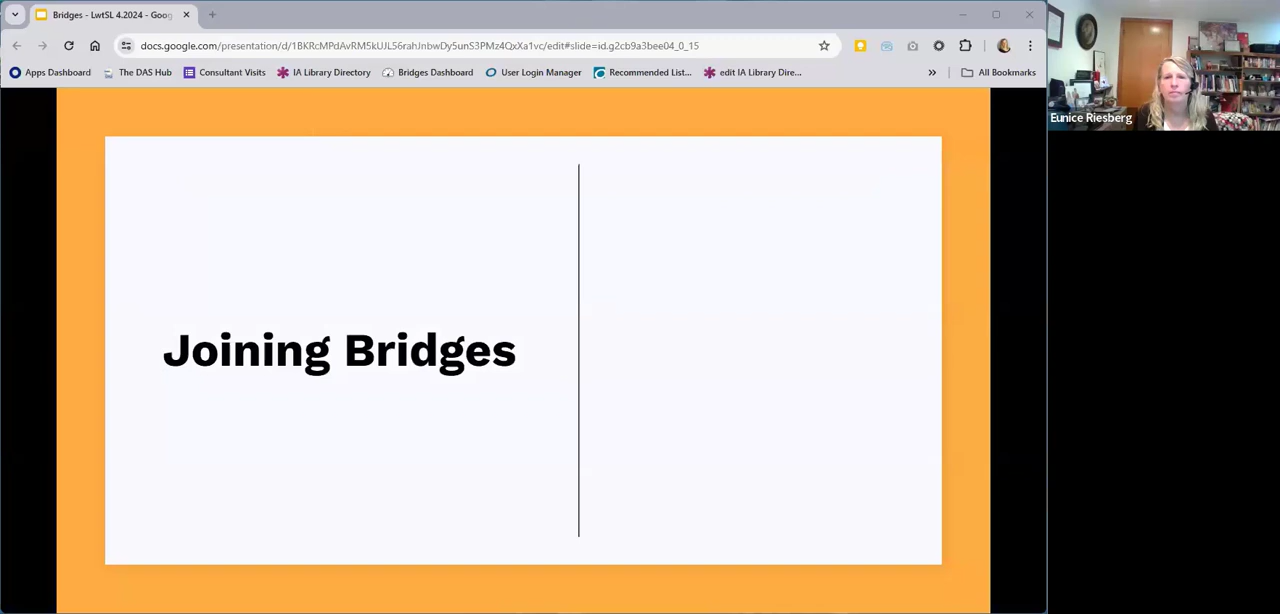 Bridges - LwtSL 4.2024 - Goog
docs.google.com/presentation/d/1BKRcMPdAvRM5kUJL56rahJnbwDy5unS3PMz4QxXa1vc/edit#slide=id.g2cb9a3bee04_0_15
Apps Dashboard The DAS Hub Consultant Visits IA Library Directory Bridges Dashboard User Login Manager Recommended List... edit IA Library Dire... » All Bookmarks
Eunice Riesberg
Joining Bridges